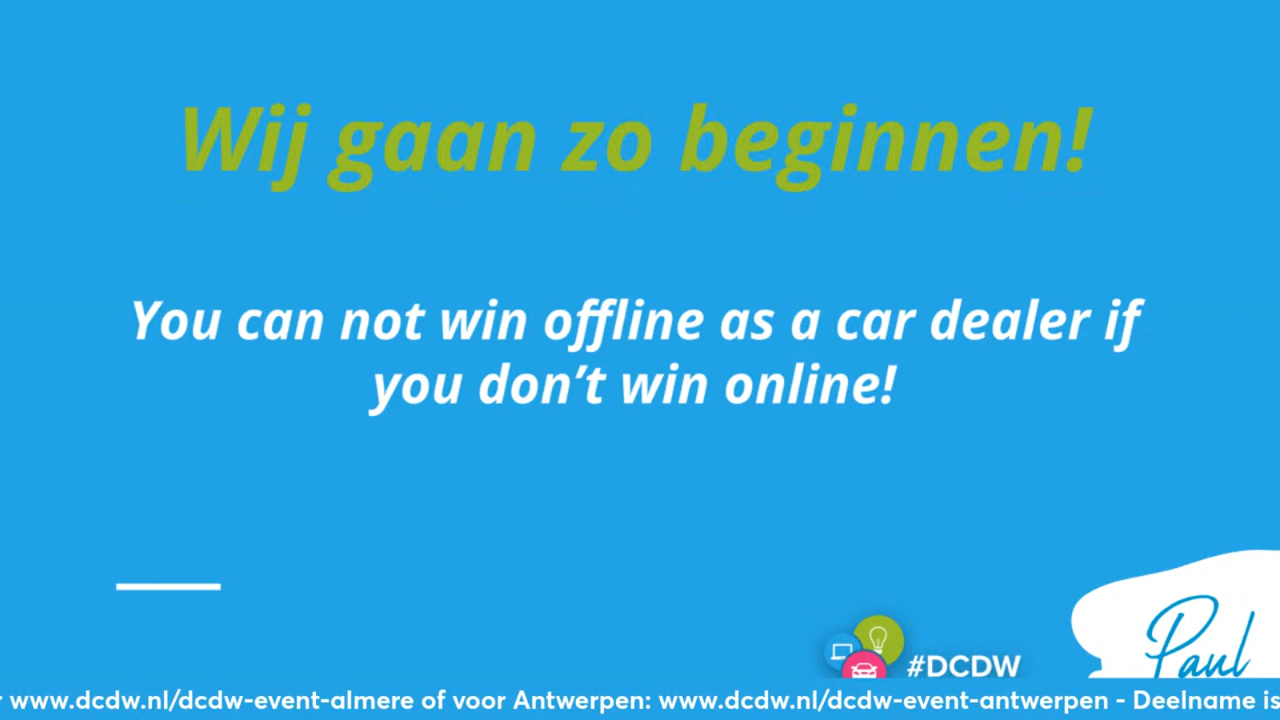 Wij gaan zo beginnen!
You can not win offline as a car dealer if
you don’t win online!
#DCDW
Paul
www.dcdw.nl/dcdw-event-almere of voor Antwerpen: www.dcdw.nl/dcdw-event-antwerpen - Deelname is